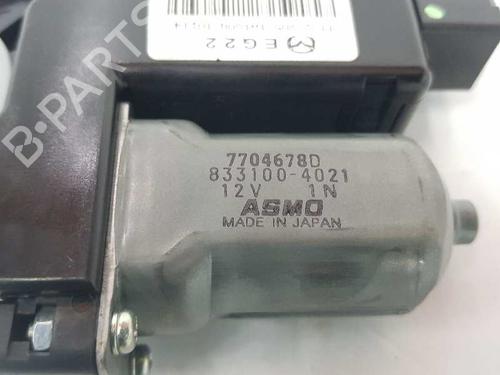 EG22
B-PARTS
7704678D
833100-4021
12V 1N
ASMO
MADE IN JAPAN